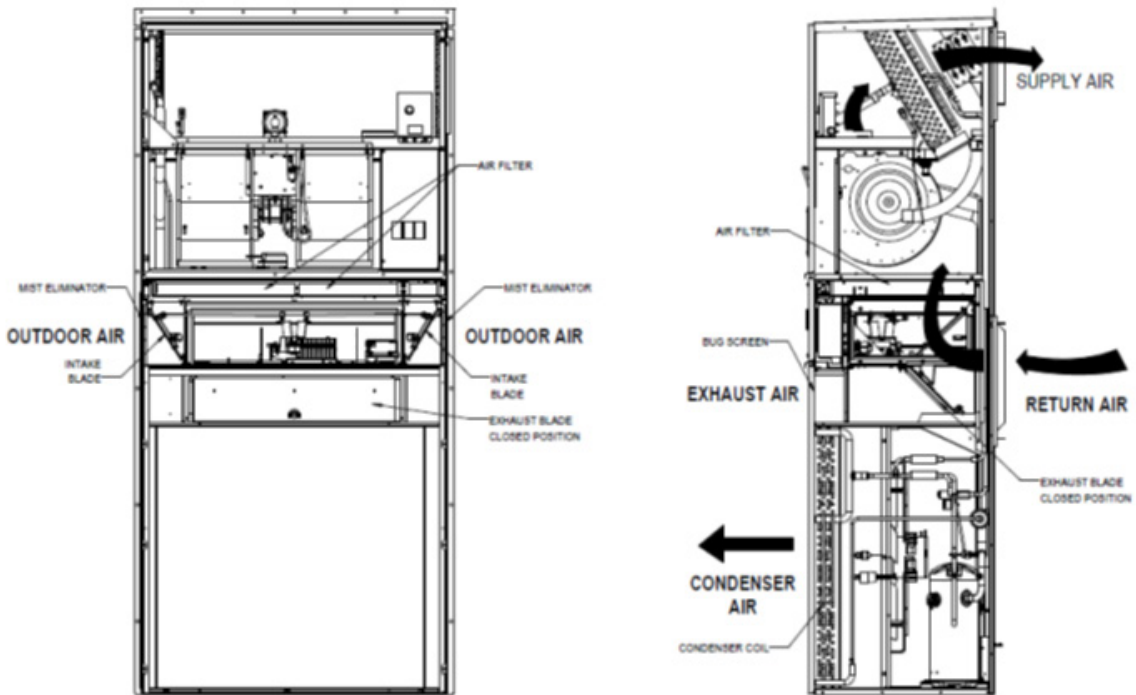 AIR FILTER
MIST ELIMINATOR
MIST ELIMINATOR
OUTDOOR AIR
OUTDOOR AIR
INTAKE
BLADE
INTAKE
BLADE
EXHAUST BLADE
CLOSED POSITION
SUPPLY AIR
AIR FILTER
BUG SCREEN
EXHAUST AIR
RETURN AIR
EXHAUST BLADE
CLOSED POSITION
CONDENSER
AIR
CONDENSER COIL